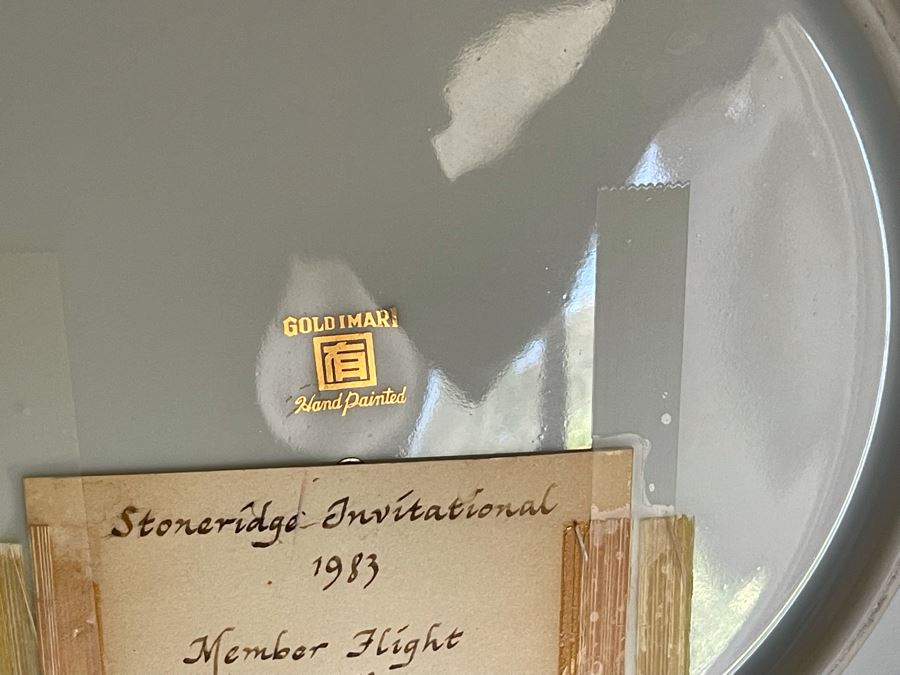 GOLD IMARI
有
Hand Painted
Stoneridge Invitational
1983
Member Flight